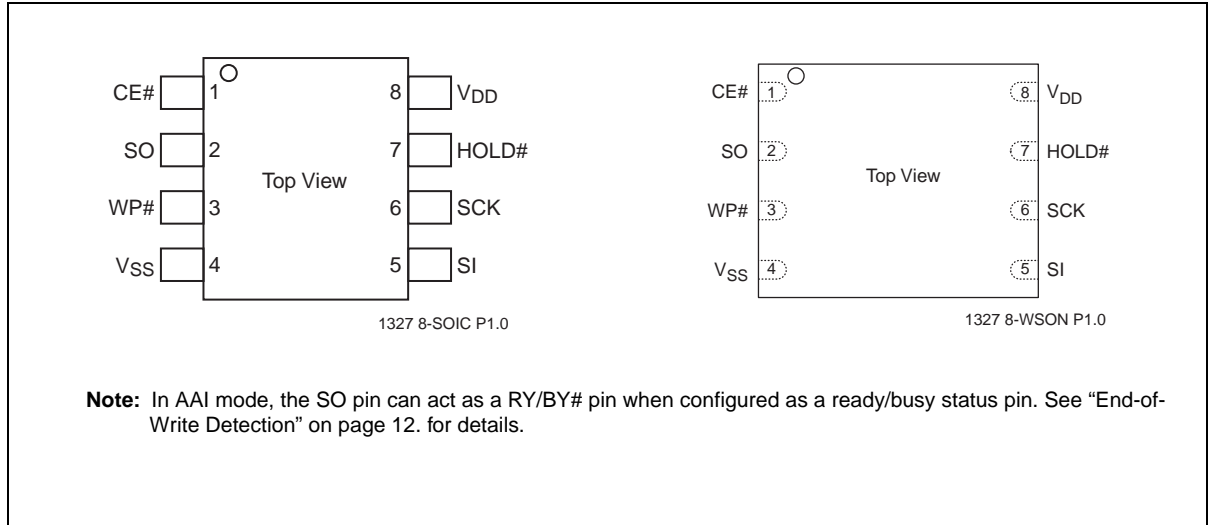 CE# 1 8 VDD
SO 2 7 HOLD#
WP# 3 6 SCK
VSS 4 5 SI
Top View
1327 8-SOIC P1.0
CE# 1 8 VDD
SO 2 7 HOLD#
WP# 3 6 SCK
VSS 4 5 SI
Top View
1327 8-WSON P1.0
Note: In AAI mode, the SO pin can act as a RY/BY# pin when configured as a ready/busy status pin. See “End-of-
Write Detection” on page 12. for details.